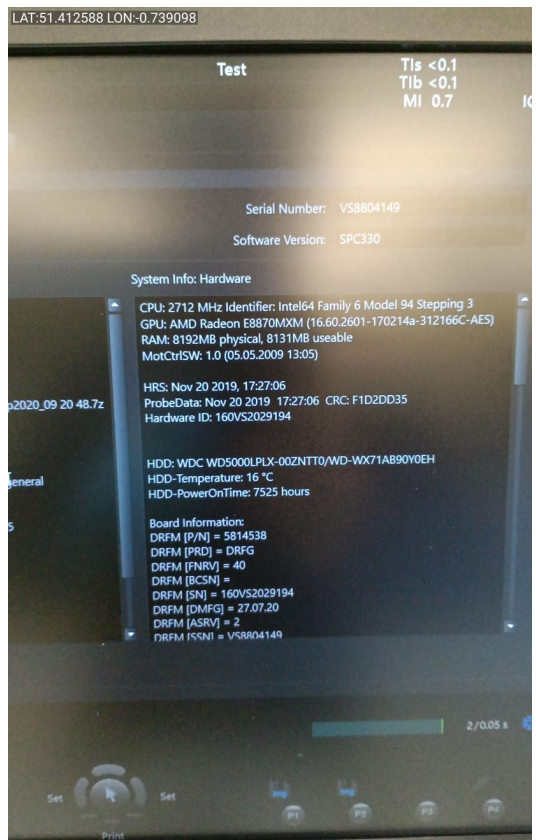 LAT:51.412588 LON:-0.739098
Test
TIs <0.1
TIb <0.1
MI 0.7
Serial Number: VS8804149
Software Version: SPC330
System Info: Hardware
CPU: 2712 MHz Identifier: Intel64 Family 6 Model 94 Stepping 3
GPU: AMD Radeon E8870MXM (16.60.2601-170214a-312166C-AES)
RAM: 8192MB physical, 8131MB useable
MotCtrlSW: 1.0 (05.05.2009 13:05)
HRS: Nov 20 2019, 17:27:06
p2020_09 20 48.7z
ProbeData: Nov 20 2019 17:27:06 CRC: F1D2DD35
Hardware ID: 160VS2029194
HDD: WDC WD5000LPLX-00ZNTT0/WD-WX71AB90Y0EH
general
HDD-Temperature: 16 °C
HDD-PowerOnTime: 7525 hours
5
Board Information:
DRFM [P/N] = 5814538
DRFM [PRD] = DRFG
DRFM [FNRV] = 40
DRFM [BCSN] =
DRFM [SN] = 160VS2029194
DRFM [DMFG] = 27.07.20
DRFM [ASRV] = 2
DRFM [SSN] = VS8804149
2/0.05 s
Set
Set
Print
P1
P2
P3
P4